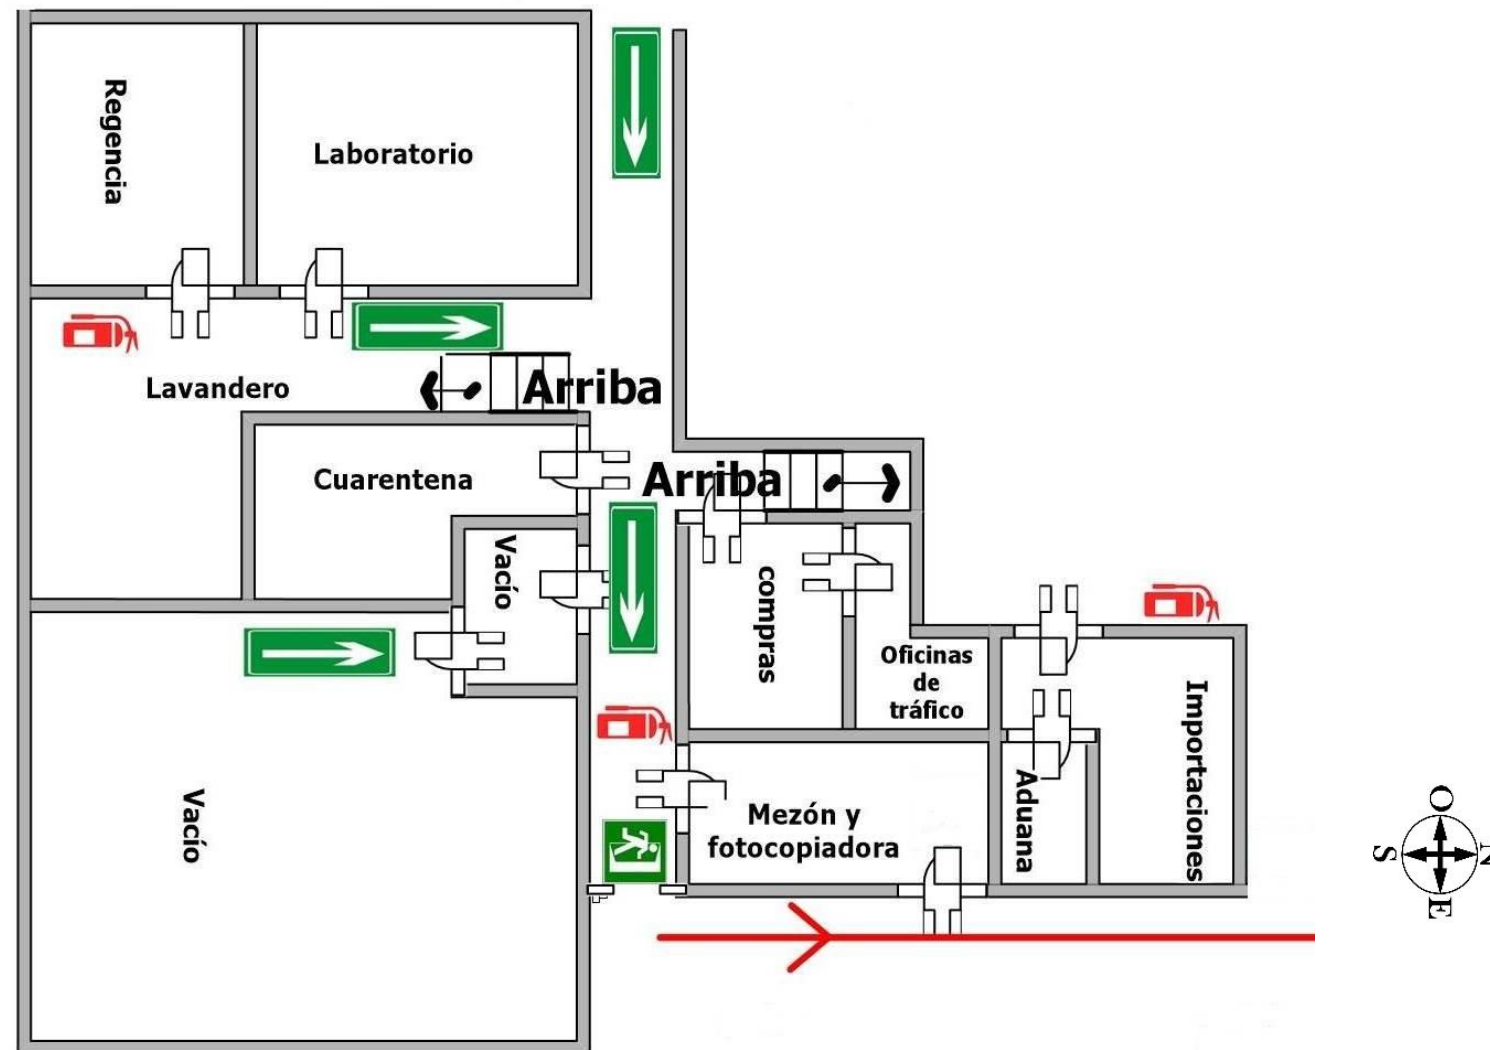 Regencia
Laboratorio
Lavandero
Arriba
Cuarentena
Arriba
Vacío
compras
Oficinas
de
tráfico
Importaciones
Vacío
Mezón y
fotocopiadora
Aduana
O
S
N
E